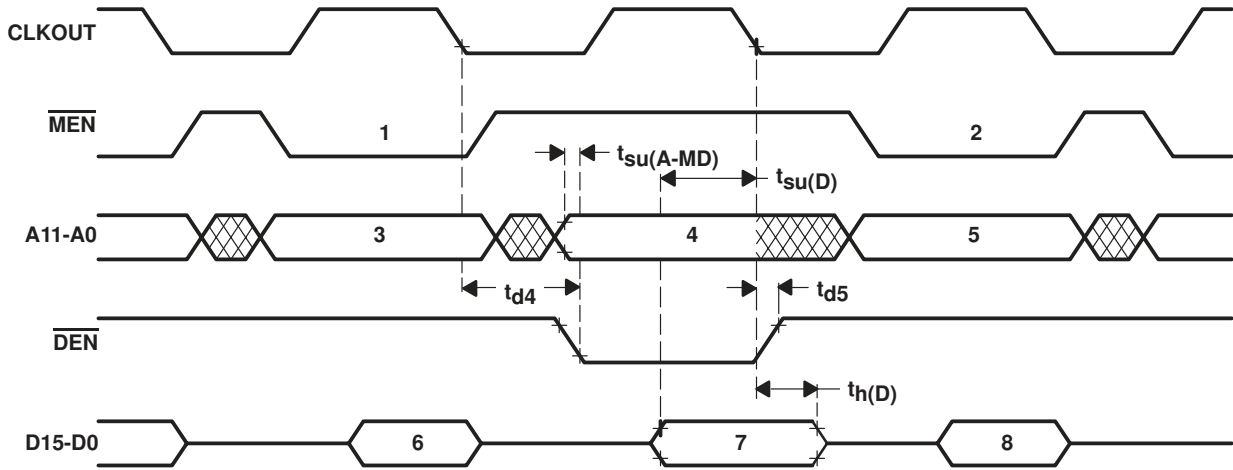 CLKOUT
MEN
1
2
tsu(A-MD)
tsu(D)
A11-A0
3
4
5
td4
td5
DEN
th(D)
D15-D0
6
7
8